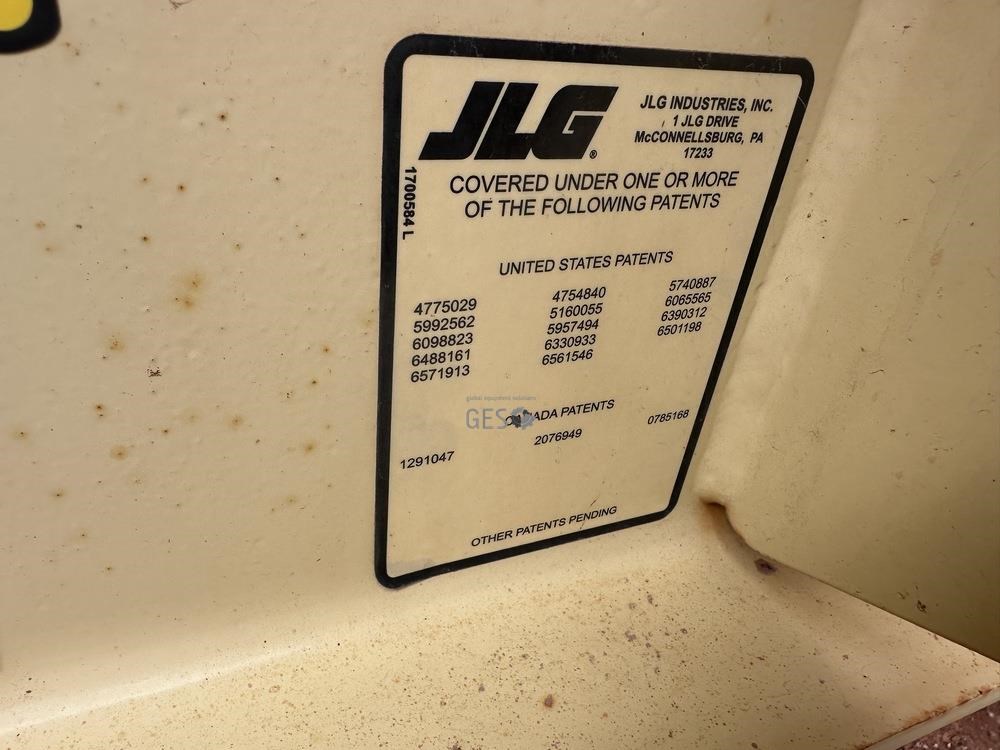 JLG®
JLG INDUSTRIES, INC.
1 JLG DRIVE
McCONNELLSBURG, PA
17233
1700584 L
COVERED UNDER ONE OR MORE
OF THE FOLLOWING PATENTS
UNITED STATES PATENTS
4775029 4754840 5740887
5992562 5160055 6065565
6098823 5957494 6390312
6488161 6330933 6501198
6571913 6561546
global equipment solutions
GES
CANADA PATENTS
1291047 2076949 0785168
OTHER PATENTS PENDING